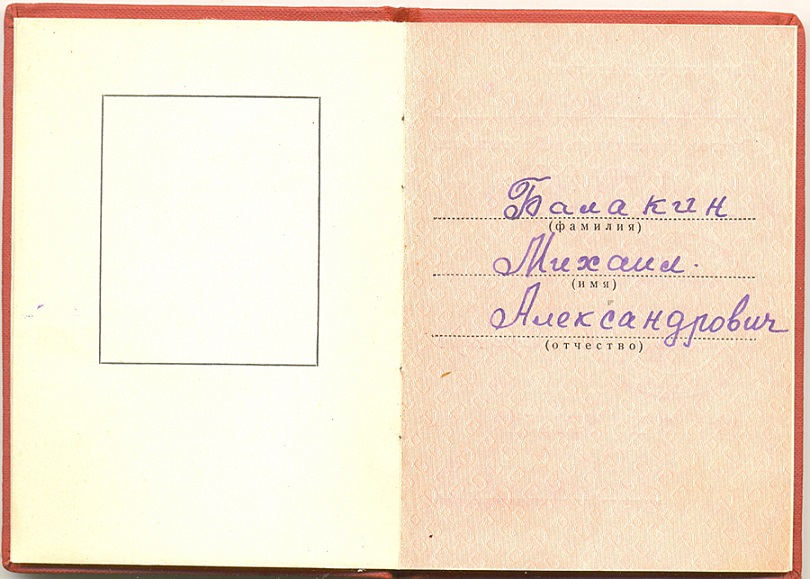 Балакин
(фамилия)
Михаил.
(имя)
Александрович
(отчество)